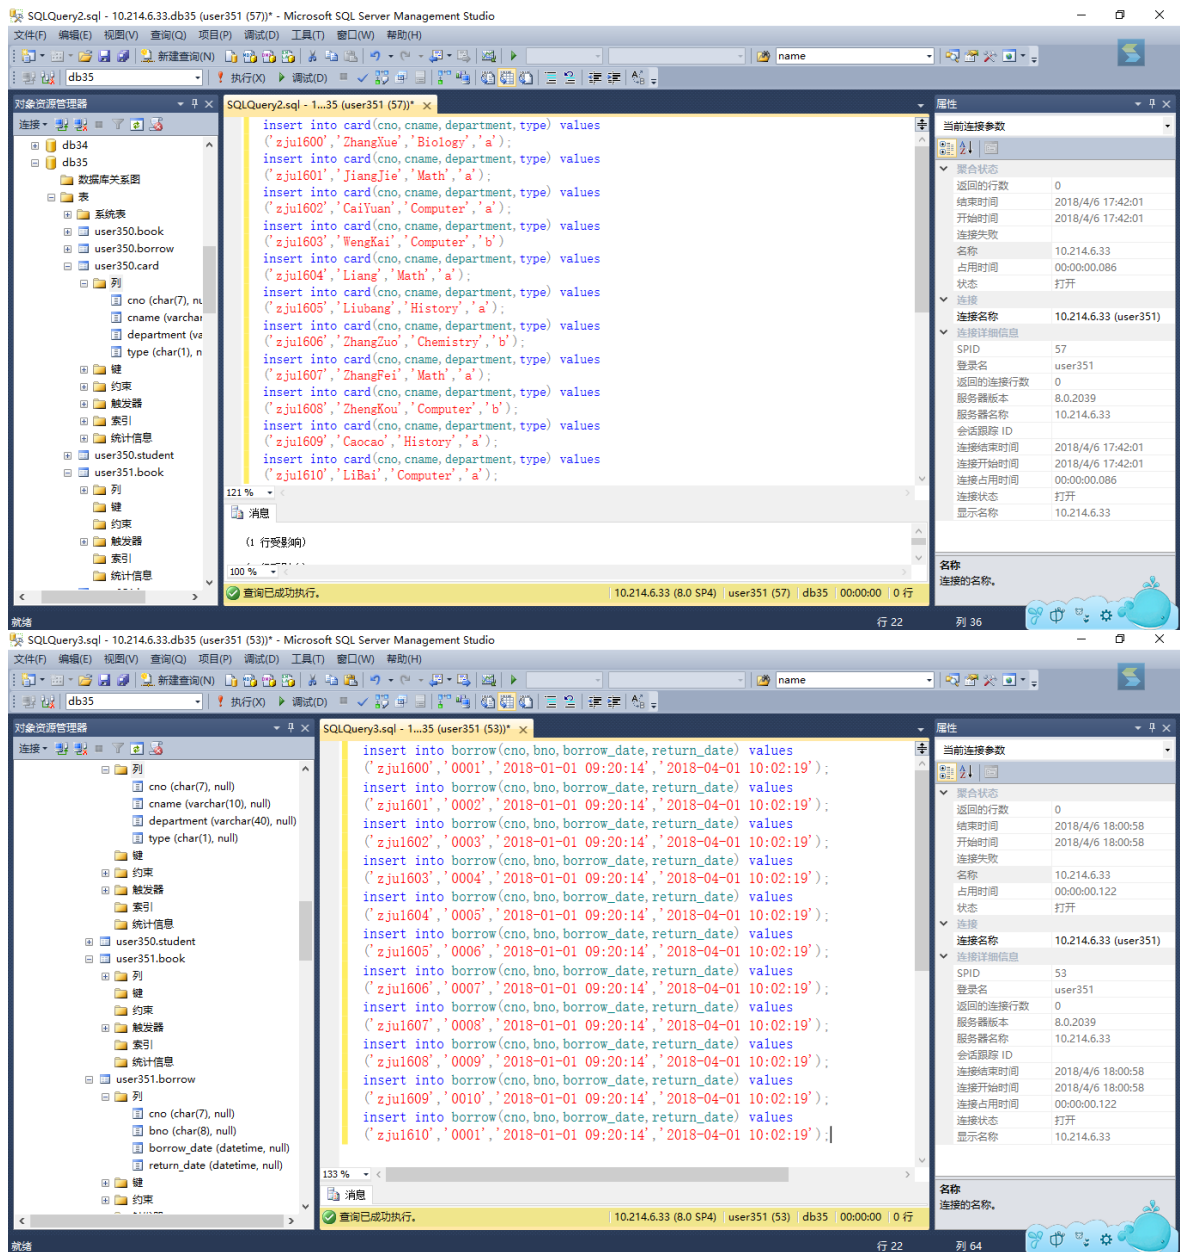 SQLQuery2.sql - 10.214.6.33.db35 (user351 (57))* - Microsoft SQL Server Management Studio
文件(F) 编辑(E) 视图(V) 查询(Q) 项目(P) 调试(D) 工具(T) 窗口(W) 帮助(H)
新建查询(N) name
db35 执行(X) 调试(D)
对象资源管理器
连接
db34
db35
数据库关系图
表
系统表
user350.book
user350.borrow
user350.card
列
cno (char(7), nu
cname (varchar
department (va
type (char(1), n
键
约束
触发器
索引
统计信息
user350.student
user351.book
列
键
约束
触发器
索引
统计信息
SQLQuery2.sql - 1...35 (user351 (57))*
insert into card(cno,cname,department,type) values
('zju1600','ZhangXue','Biology','a');
insert into card(cno,cname,department,type) values
('zju1601','JiangJie','Math','a');
insert into card(cno,cname,department,type) values
('zju1602','CaiYuan','Computer','a');
insert into card(cno,cname,department,type) values
('zju1603','WengKai','Computer','b')
insert into card(cno,cname,department,type) values
('zju1604','Liang','Math','a');
insert into card(cno,cname,department,type) values
('zju1605','Liubang','History','a');
insert into card(cno,cname,department,type) values
('zju1606','ZhangZuo','Chemistry','b');
insert into card(cno,cname,department,type) values
('zju1607','ZhangFei','Math','a');
insert into card(cno,cname,department,type) values
('zju1608','ZhengKou','Computer','b');
insert into card(cno,cname,department,type) values
('zju1609','Caocao','History','a');
insert into card(cno,cname,department,type) values
('zju1610','LiBai','Computer','a');
121 %
消息
(1 行受影响)
100 %
查询已成功执行。 10.214.6.33 (8.0 SP4) user351 (57) db35 00:00:00 0 行
属性
当前连接参数
聚合状态
返回的行数 0
结束时间 2018/4/6 17:42:01
开始时间 2018/4/6 17:42:01
连接失败
名称 10.214.6.33
占用时间 00:00:00.086
状态 打开
连接
连接名称 10.214.6.33 (user351)
连接详细信息
SPID 57
登录名 user351
返回的连接行数 0
服务器版本 8.0.2039
服务器名称 10.214.6.33
会话跟踪 ID
连接结束时间 2018/4/6 17:42:01
连接开始时间 2018/4/6 17:42:01
连接占用时间 00:00:00.086
连接状态 打开
显示名称 10.214.6.33
名称
连接的名称。
中
就绪 行 22 列 36
SQLQuery3.sql - 10.214.6.33.db35 (user351 (53))* - Microsoft SQL Server Management Studio
文件(F) 编辑(E) 视图(V) 查询(Q) 项目(P) 调试(D) 工具(T) 窗口(W) 帮助(H)
新建查询(N) name
db35 执行(X) 调试(D)
对象资源管理器
连接
列
cno (char(7), null)
cname (varchar(10), null)
department (varchar(40), null)
type (char(1), null)
键
约束
触发器
索引
统计信息
user350.student
user351.book
列
键
约束
触发器
索引
统计信息
user351.borrow
列
cno (char(7), null)
bno (char(8), null)
borrow_date (datetime, null)
return_date (datetime, null)
键
约束
SQLQuery3.sql - 1...35 (user351 (53))*
insert into borrow(cno,bno,borrow_date,return_date) values
('zju1600','0001','2018-01-01 09:20:14','2018-04-01 10:02:19');
insert into borrow(cno,bno,borrow_date,return_date) values
('zju1601','0002','2018-01-01 09:20:14','2018-04-01 10:02:19');
insert into borrow(cno,bno,borrow_date,return_date) values
('zju1602','0003','2018-01-01 09:20:14','2018-04-01 10:02:19');
insert into borrow(cno,bno,borrow_date,return_date) values
('zju1603','0004','2018-01-01 09:20:14','2018-04-01 10:02:19');
insert into borrow(cno,bno,borrow_date,return_date) values
('zju1604','0005','2018-01-01 09:20:14','2018-04-01 10:02:19');
insert into borrow(cno,bno,borrow_date,return_date) values
('zju1605','0006','2018-01-01 09:20:14','2018-04-01 10:02:19');
insert into borrow(cno,bno,borrow_date,return_date) values
('zju1606','0007','2018-01-01 09:20:14','2018-04-01 10:02:19');
insert into borrow(cno,bno,borrow_date,return_date) values
('zju1607','0008','2018-01-01 09:20:14','2018-04-01 10:02:19');
insert into borrow(cno,bno,borrow_date,return_date) values
('zju1608','0009','2018-01-01 09:20:14','2018-04-01 10:02:19');
insert into borrow(cno,bno,borrow_date,return_date) values
('zju1609','0010','2018-01-01 09:20:14','2018-04-01 10:02:19');
insert into borrow(cno,bno,borrow_date,return_date) values
('zju1610','0001','2018-01-01 09:20:14','2018-04-01 10:02:19');
133 %
消息
查询已成功执行。 10.214.6.33 (8.0 SP4) user351 (53) db35 00:00:00 0 行
属性
当前连接参数
聚合状态
返回的行数 0
结束时间 2018/4/6 18:00:58
开始时间 2018/4/6 18:00:58
连接失败
名称 10.214.6.33
占用时间 00:00:00.122
状态 打开
连接
连接名称 10.214.6.33 (user351)
连接详细信息
SPID 53
登录名 user351
返回的连接行数 0
服务器版本 8.0.2039
服务器名称 10.214.6.33
会话跟踪 ID
连接结束时间 2018/4/6 18:00:58
连接开始时间 2018/4/6 18:00:58
连接占用时间 00:00:00.122
连接状态 打开
显示名称 10.214.6.33
名称
连接的名称。
中
就绪 行 22 列 64